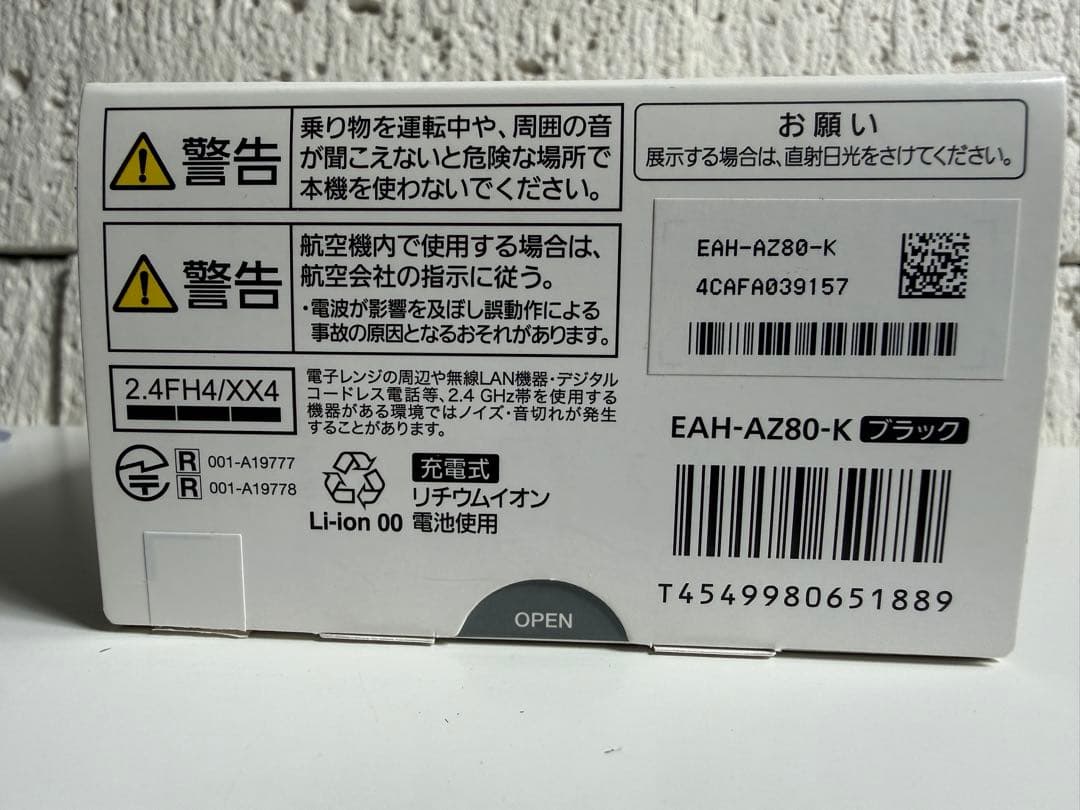 警告
乗り物を運転中や、周囲の音
が聞こえないと危険な場所で
本機を使わないでください。
警告
航空機内で使用する場合は、
航空会社の指示に従う。
・電波が影響を及ぼし誤動作による
事故の原因となるおそれがあります。
2.4FH4/XX4
電子レンジの周辺や無線LAN機器・デジタル
コードレス電話等、2.4 GHz帯を使用する
機器がある環境ではノイズ・音切れが発生
することがあります。
R 001-A19777
R 001-A19778
Li-ion 00
充電式
リチウムイオン
電池使用
お願い
展示する場合は、直射日光をさけてください。
EAH-AZ80-K
4CAFA039157
EAH-AZ80-K ブラック
T4549980651889
OPEN